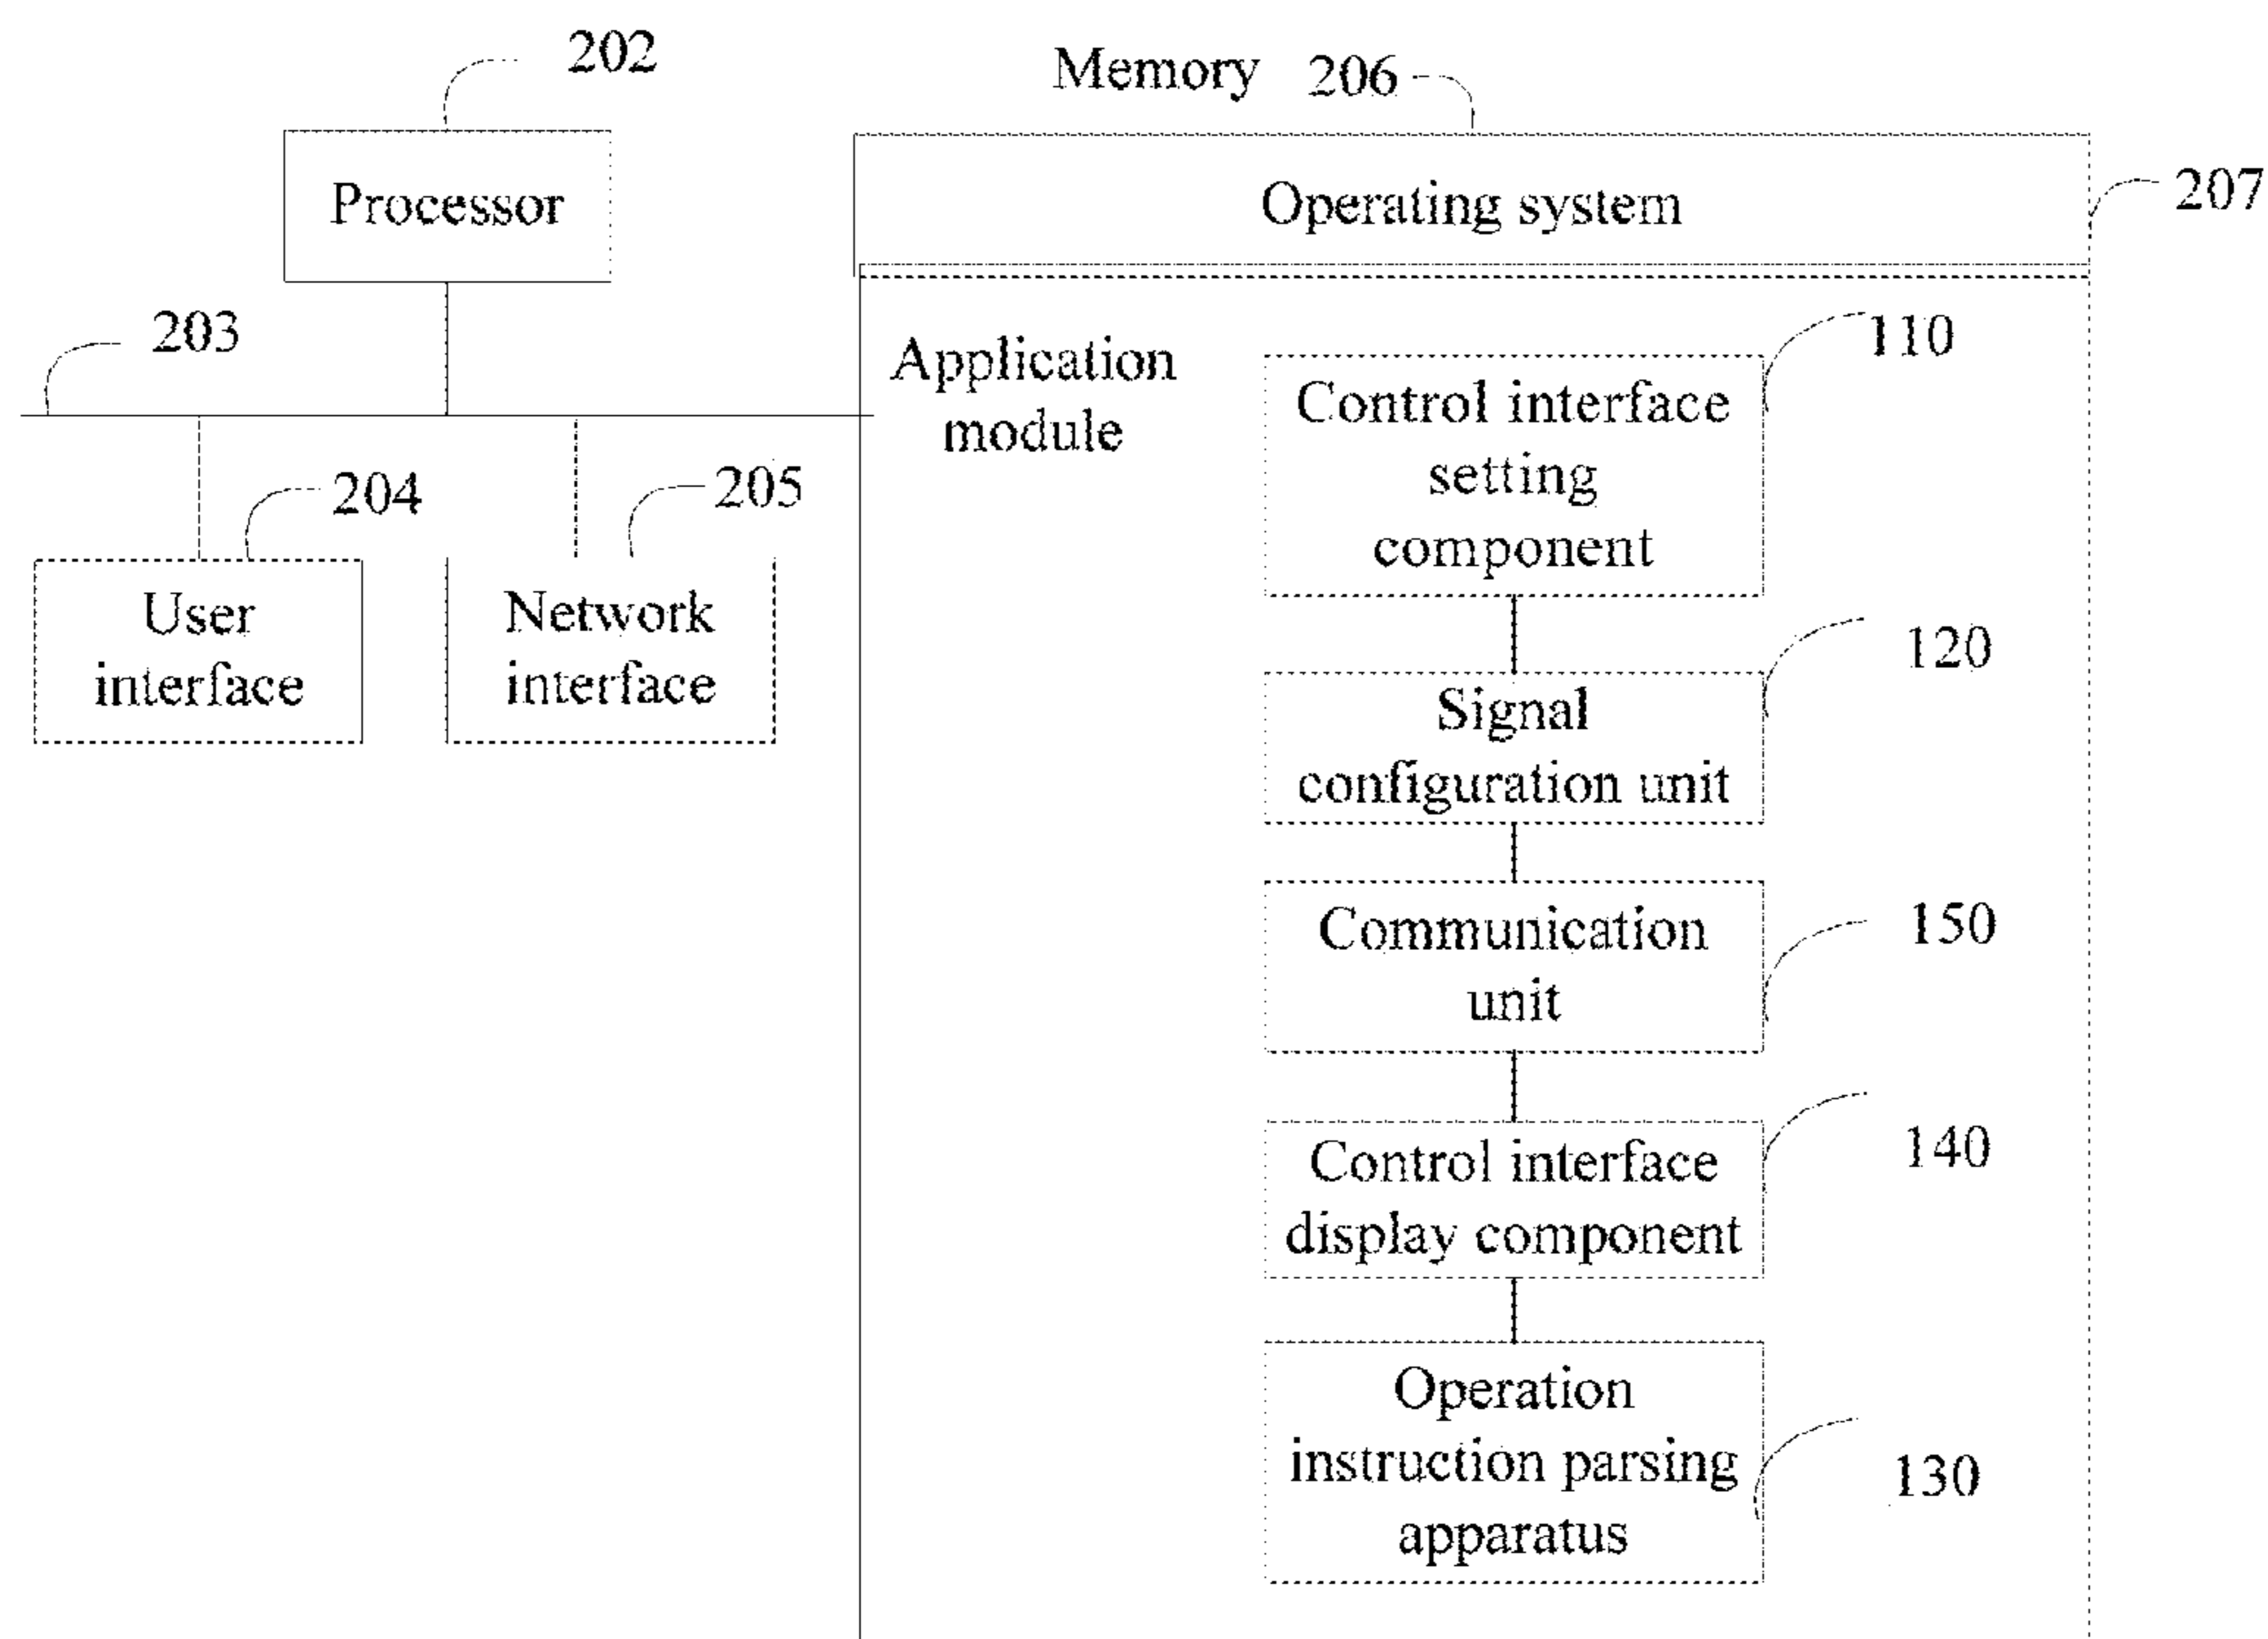 202
Processor
203
204
User
interface
205
Network
interface
Memory 206
Operating system
207
Application
module
110
Control interface
setting
component
120
Signal
configuration unit
150
Communication
unit
140
Control interface
display component
130
Operation
instruction parsing
apparatus